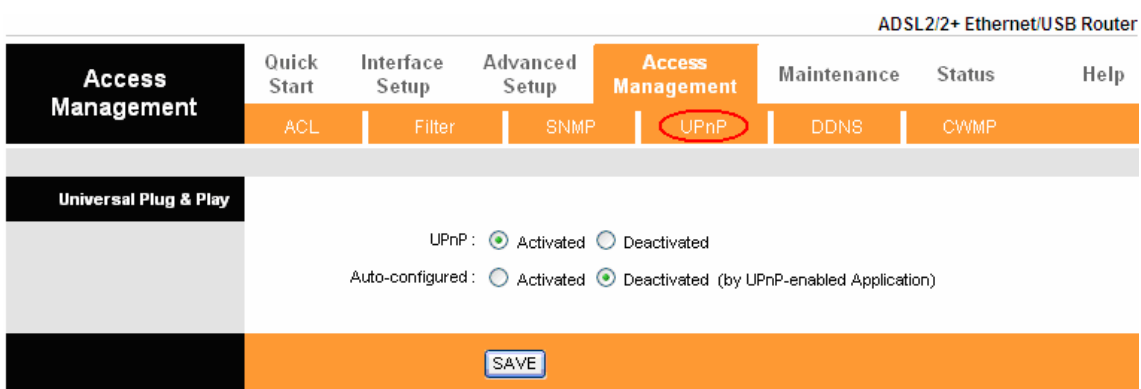 ADSL2/2+ Ethernet/USB Router
Access Management
Quick Start
Interface Setup
Advanced Setup
Access Management
Maintenance
Status
Help
ACL
Filter
SNMP
UPnP
DDNS
CWMP
Universal Plug & Play
UPnP : Activated Deactivated
Auto-configured : Activated Deactivated (by UPnP-enabled Application)
SAVE